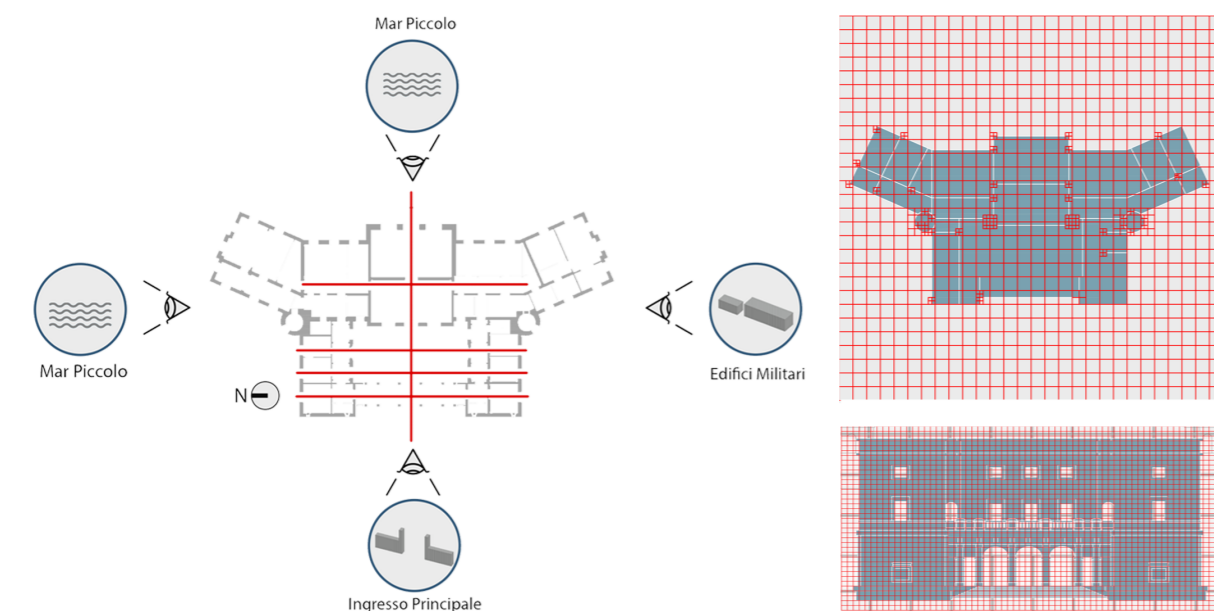 Mar Piccolo
Mar Piccolo
Edifici Militari
N
Ingresso Principale